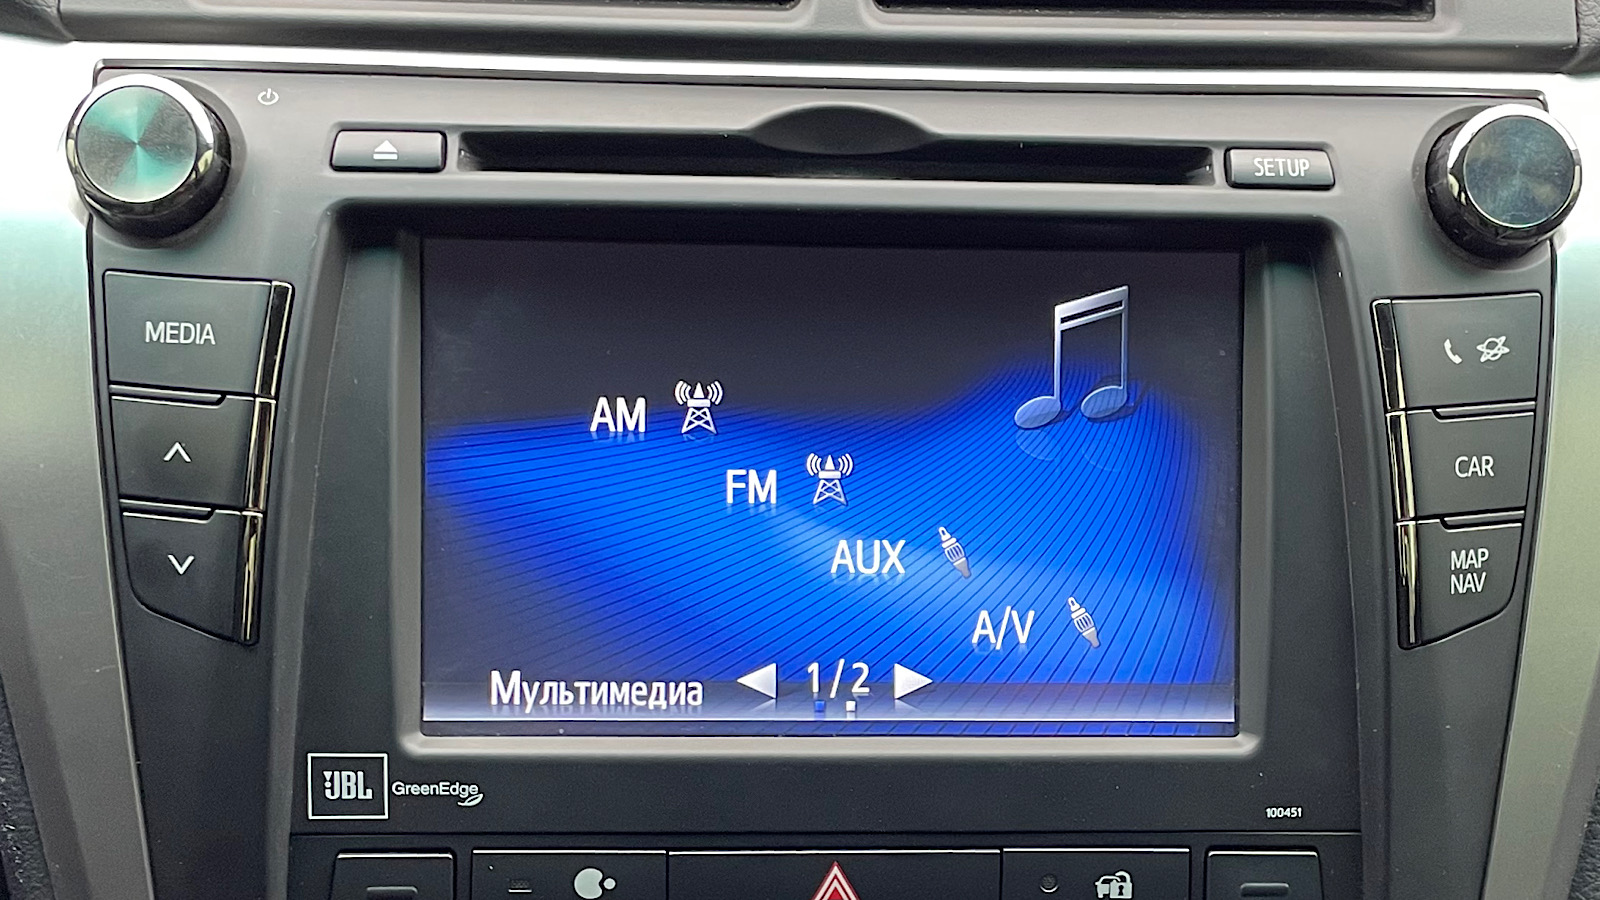 SETUP
MEDIA
AM
FM
AUX
A/V
Мультимедиа
1/2
CAR
MAP
NAV
JBL
GreenEdge
100451